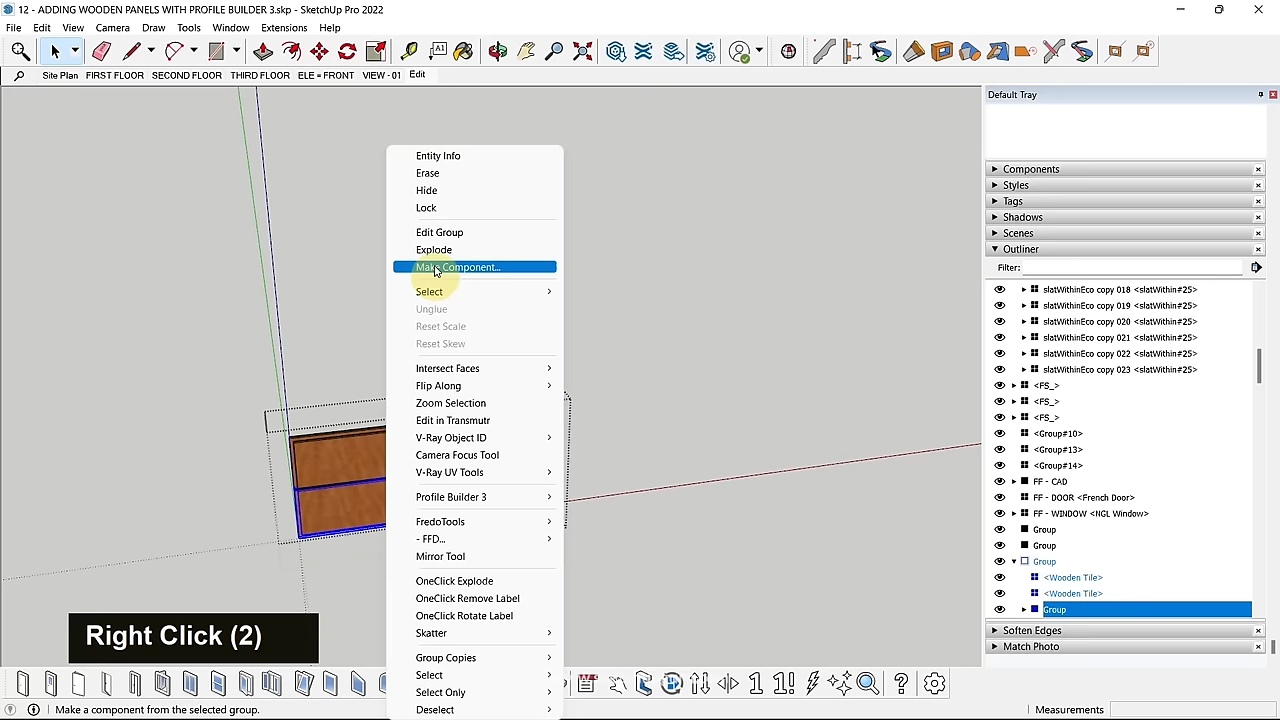 12 - ADDING WOODEN PANELS WITH PROFILE BUILDER 3.skp - SketchUp Pro 2022
File Edit View Camera Draw Tools Window Extensions Help
Site Plan FIRST FLOOR SECOND FLOOR THIRD FLOOR ELE = FRONT VIEW - 01 Edit
Default Tray
Components
Styles
Tags
Shadows
Scenes
Outliner
Filter:
slatWithinEco copy 018 <slatWithin#25>
slatWithinEco copy 019 <slatWithin#25>
slatWithinEco copy 020 <slatWithin#25>
slatWithinEco copy 021 <slatWithin#25>
slatWithinEco copy 022 <slatWithin#25>
slatWithinEco copy 023 <slatWithin#25>
<FS_>
<FS_>
<FS_>
<Group#10>
<Group#13>
<Group#14>
FF - CAD
FF - DOOR <French Door>
FF - WINDOW <NGL Window>
Group
Group
Group
<Wooden Tile>
<Wooden Tile>
Group
Soften Edges
Match Photo
Entity Info
Erase
Hide
Lock
Edit Group
Explode
Make Component...
Select
Unglue
Reset Scale
Reset Skew
Intersect Faces
Flip Along
Zoom Selection
Edit in Transmutr
V-Ray Object ID
Camera Focus Tool
V-Ray UV Tools
Profile Builder 3
FredoTools
- FFD...
Mirror Tool
OneClick Explode
OneClick Remove Label
OneClick Rotate Label
Skatter
Group Copies
Select
Select Only
Deselect
Right Click (2)
Make a component from the selected group.
Measurements